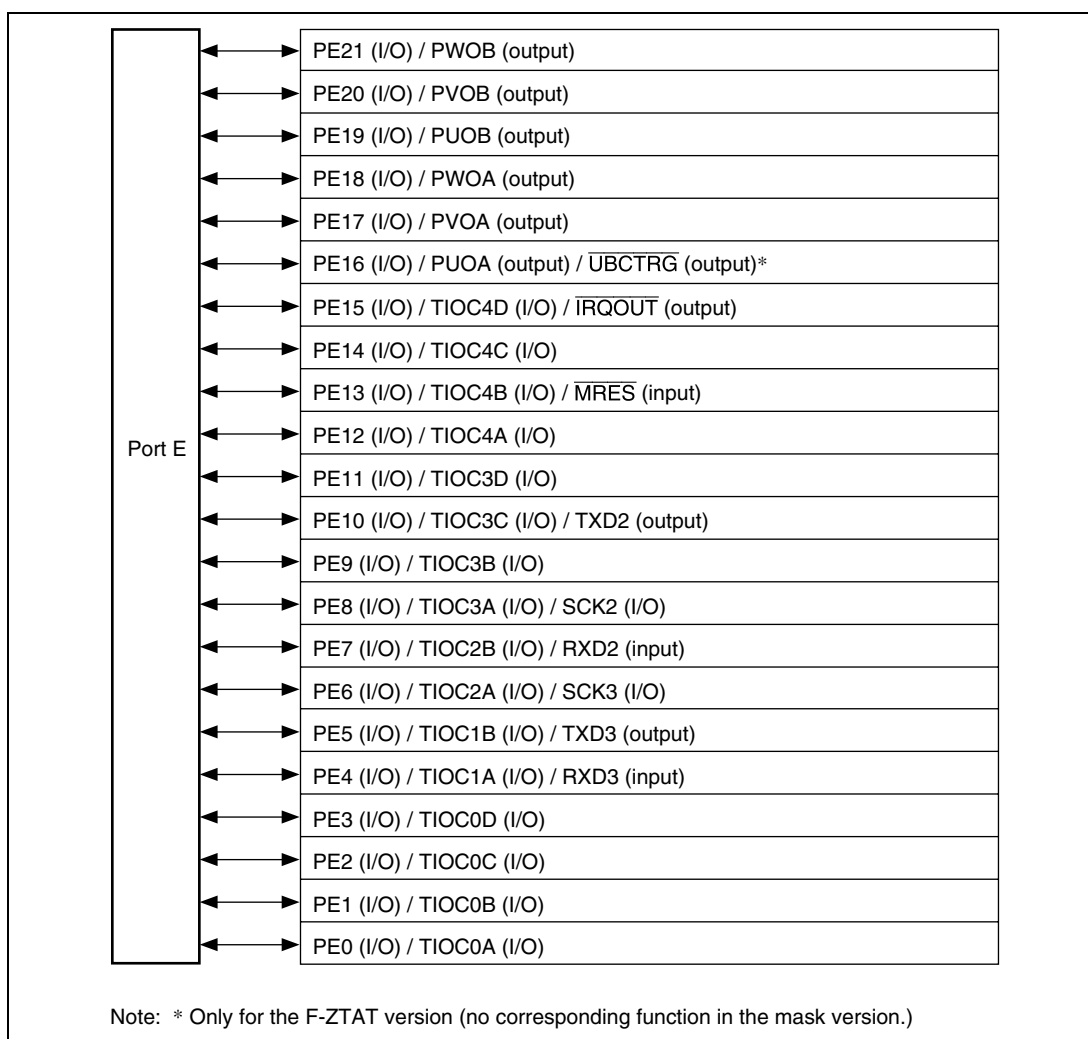 PE21 (I/O) / PWOB (output)
PE20 (I/O) / PVOB (output)
PE19 (I/O) / PUOB (output)
PE18 (I/O) / PWOA (output)
PE17 (I/O) / PVOA (output)
PE16 (I/O) / PUOA (output) / U̅B̅C̅T̅R̅G̅ (output)*
PE15 (I/O) / TIOC4D (I/O) / I̅R̅Q̅O̅U̅T̅ (output)
PE14 (I/O) / TIOC4C (I/O)
PE13 (I/O) / TIOC4B (I/O) / M̅R̅E̅S̅ (input)
Port E
PE12 (I/O) / TIOC4A (I/O)
PE11 (I/O) / TIOC3D (I/O)
PE10 (I/O) / TIOC3C (I/O) / TXD2 (output)
PE9 (I/O) / TIOC3B (I/O)
PE8 (I/O) / TIOC3A (I/O) / SCK2 (I/O)
PE7 (I/O) / TIOC2B (I/O) / RXD2 (input)
PE6 (I/O) / TIOC2A (I/O) / SCK3 (I/O)
PE5 (I/O) / TIOC1B (I/O) / TXD3 (output)
PE4 (I/O) / TIOC1A (I/O) / RXD3 (input)
PE3 (I/O) / TIOC0D (I/O)
PE2 (I/O) / TIOC0C (I/O)
PE1 (I/O) / TIOC0B (I/O)
PE0 (I/O) / TIOC0A (I/O)
Note: * Only for the F-ZTAT version (no corresponding function in the mask version.)